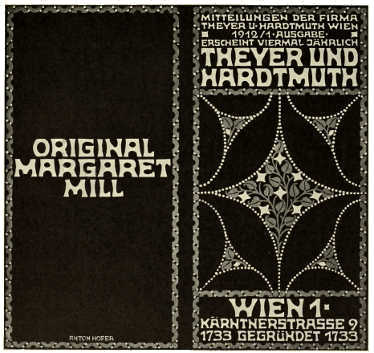 ORIGINAL
MARGARET
MILL
ANTON HOFER
MITTEILUNGEN DER FIRMA
THEYER U·HARDTMUTH WIEN
1912/1·AUSGABE·
ERSCHEINT VIERMAL JÄHRLICH
THEYER UND
HARDTMUTH
WIEN 1·
KÄRNTNERSTRASSE 9
1733 GEGRÜNDET 1733